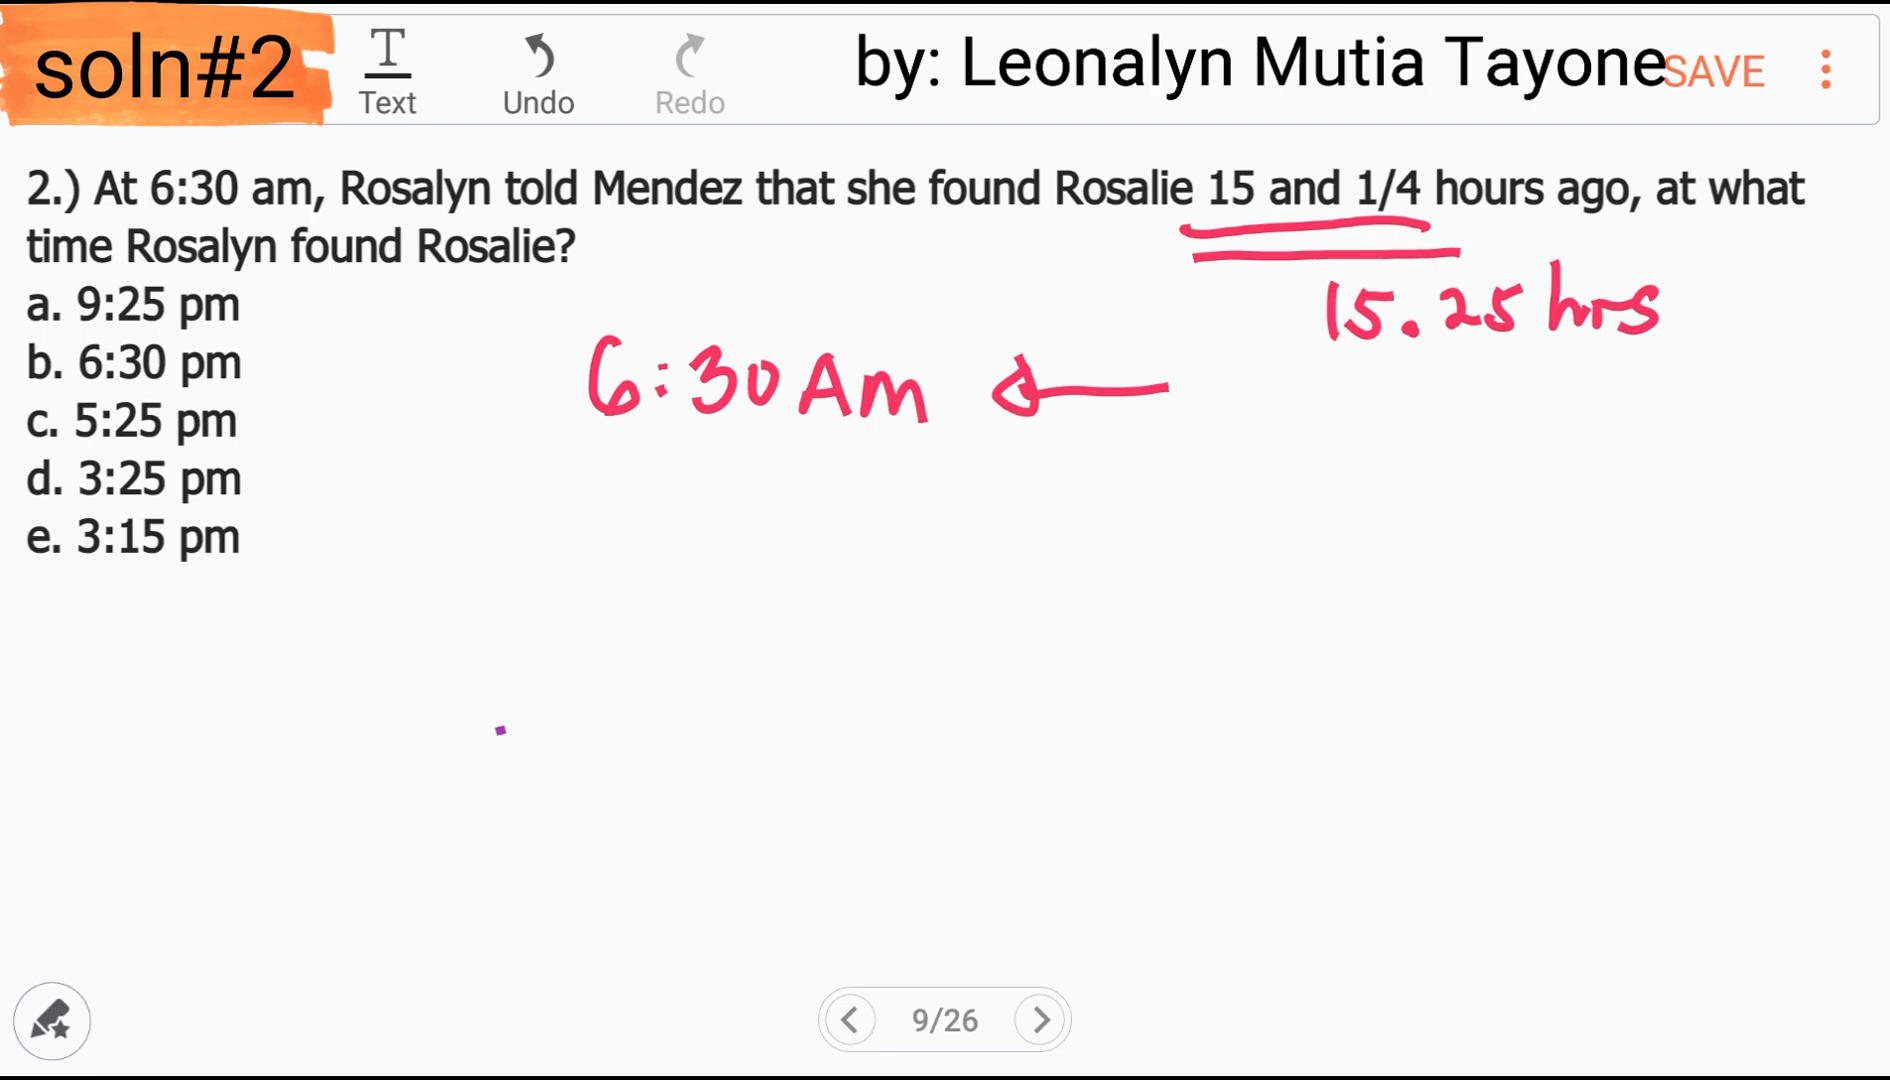 soln#2
Text
Undo
Redo
by: Leonalyn Mutia Tayone
SAVE
2.) At 6:30 am, Rosalyn told Mendez that she found Rosalie 15 and 1/4 hours ago, at what
time Rosalyn found Rosalie?
15.25 hrs
a. 9:25 pm
b. 6:30 pm
6:30 Am
c. 5:25 pm
d. 3:25 pm
e. 3:15 pm
9/26